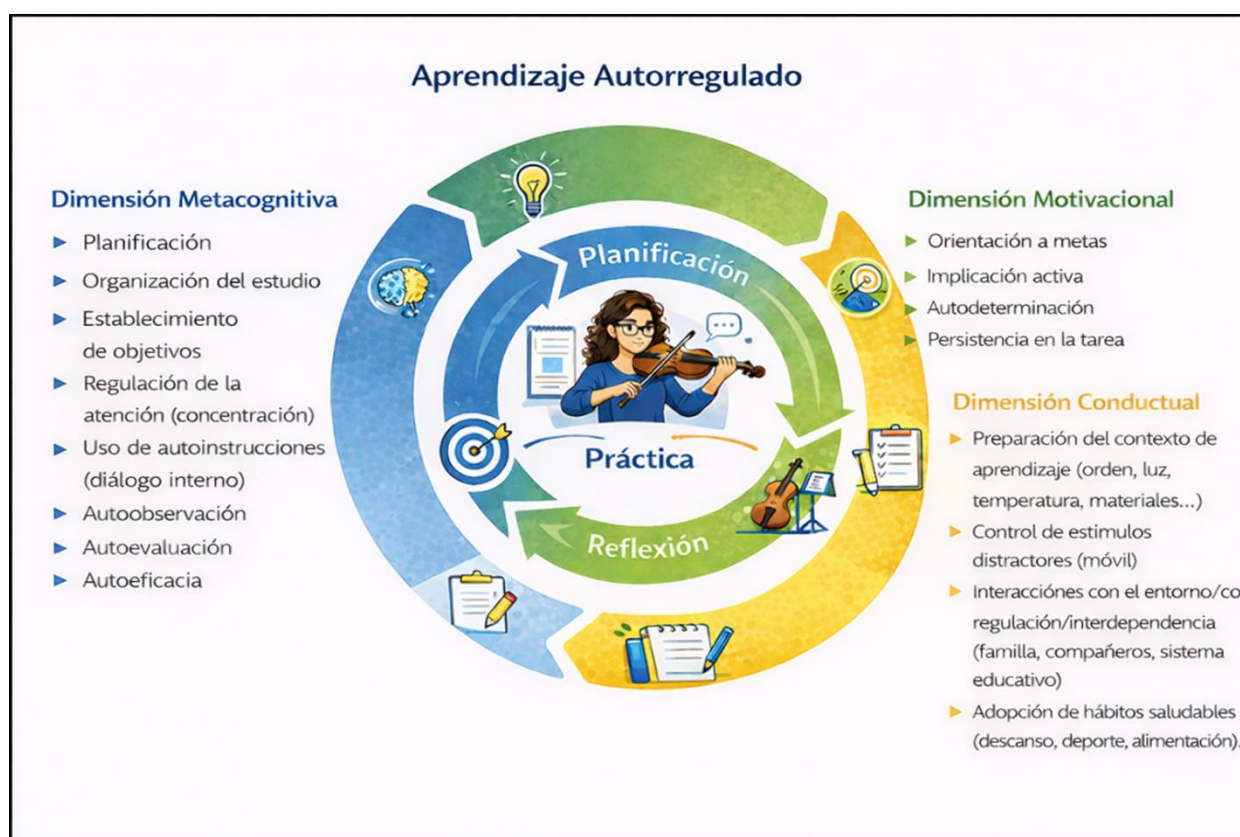 Aprendizaje Autorregulado
Dimensión Metacognitiva
Planificación
Organización del estudio
Establecimiento
de objetivos
Regulación de la
atención (concentración)
Uso de autoinstrucciones
(diálogo interno)
Autoobservación
Autoevaluación
Autoeficacia
Planificación
Práctica
Reflexión
Dimensión Motivacional
Orientación a metas
Implicación activa
Autodeterminación
Persistencia en la tarea
Dimensión Conductual
Preparación del contexto de
aprendizaje (orden, luz,
temperatura, materiales...)
Control de estímulos
distractores (móvil)
Interacciónes con el entorno/co
regulación/interdependencia
(familla, compañeros, sistema
educativo)
Adopción de hábitos saludables
(descanso, deporte, alimentación).